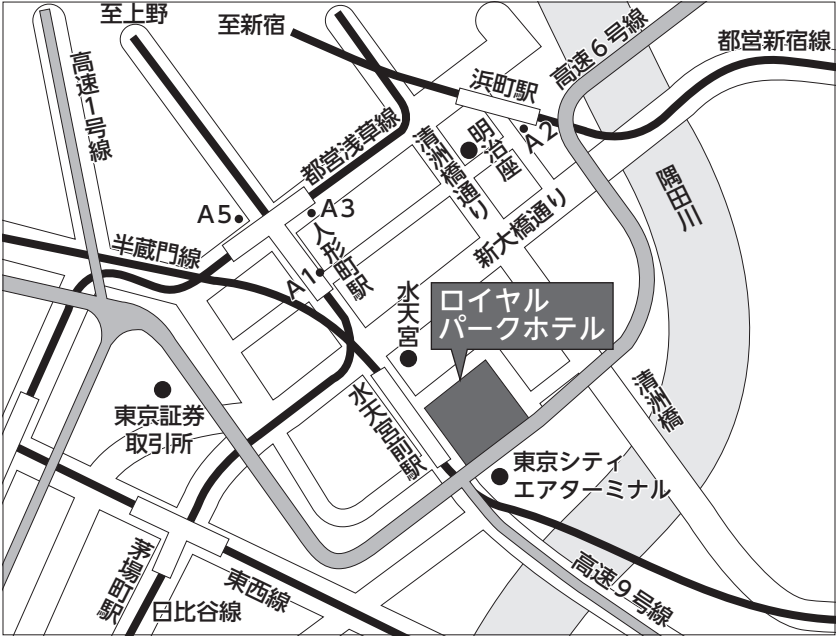 至上野
至新宿
高速6号線
都営新宿線
高速1号線
浜町駅
都営浅草線
清洲橋通り
明治座
A2
隅田川
A5
A3
新大橋通り
半蔵門線
人形町駅
A1
水天宮
ロイヤル
パークホテル
清洲橋
東京証券
取引所
水天宮前駅
東京シティ
エアターミナル
茅場町駅
東西線
日比谷線
高速9号線